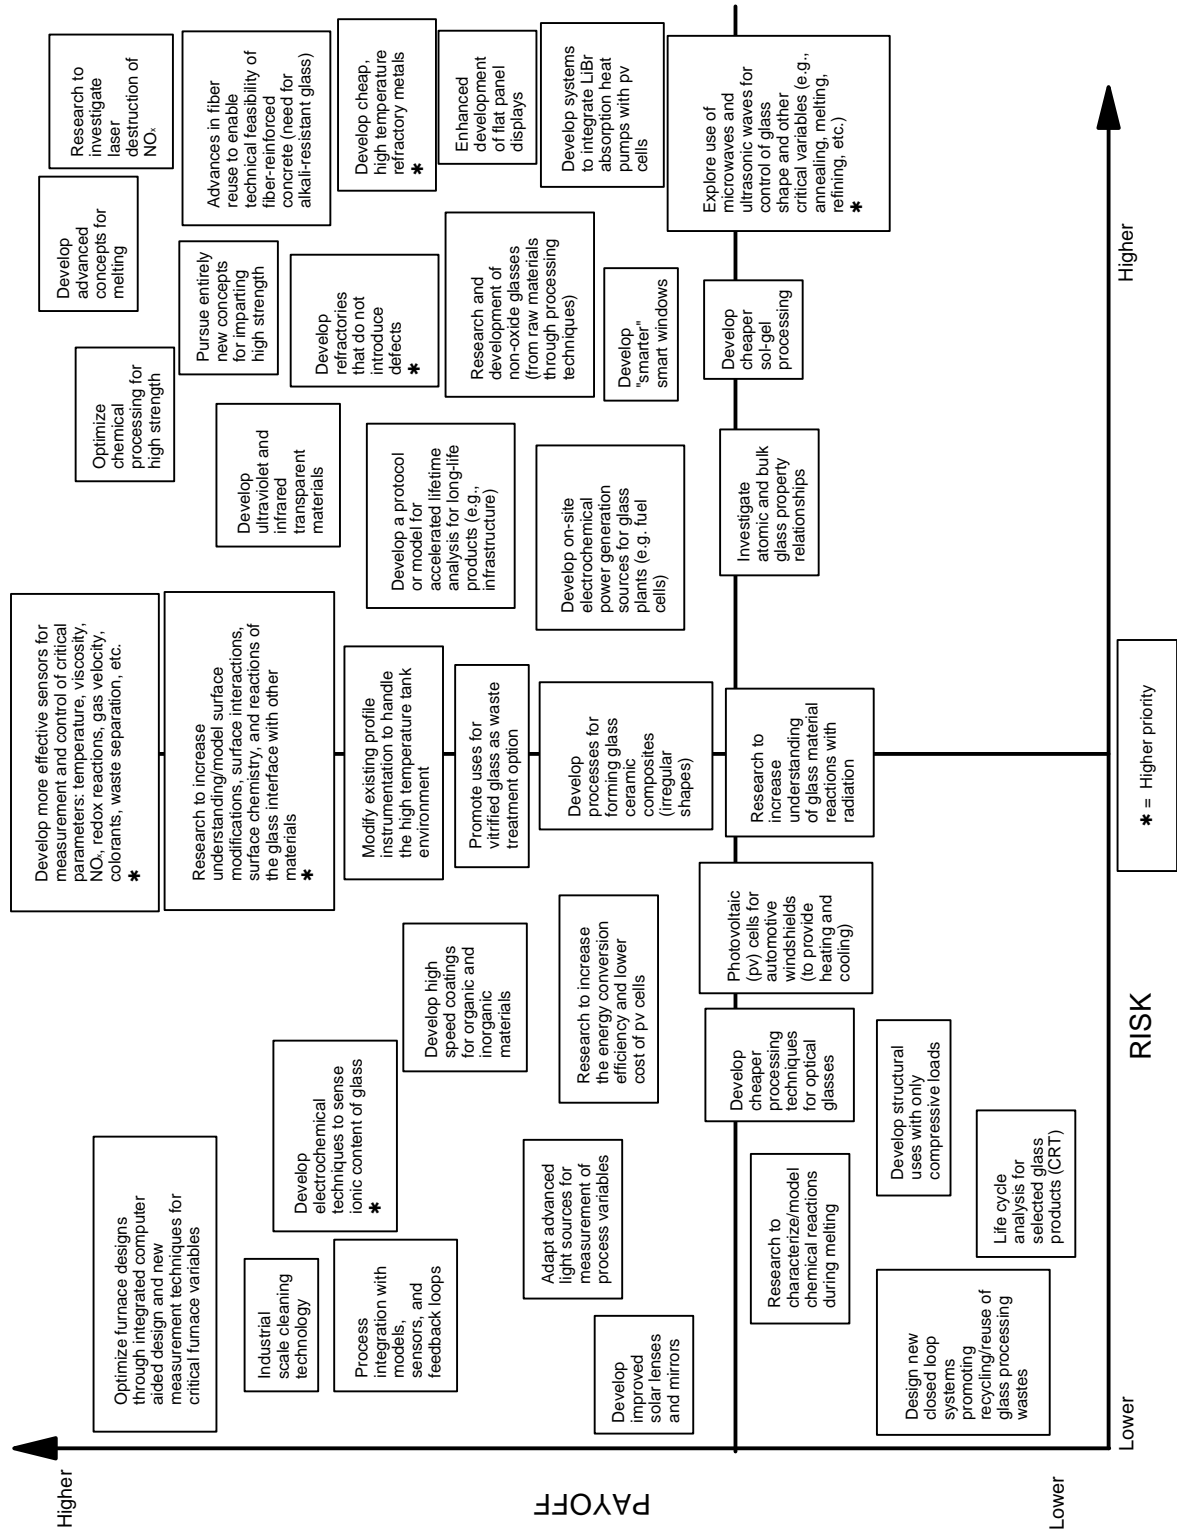 Higher
PAYOFF
Lower
Optimize furnace designs
through integrated computer
aided design and new
measurement techniques for
critical furnace variables
Industrial
scale cleaning
technology
Process
integration with
models,
sensors, and
feedback loops
Develop
electrochemical
techniques to sense
ionic content of glass
*
Adapt advanced
light sources for
measurement of
process variables
Develop
improved
solar lenses
and mirrors
Develop high
speed coatings
for organic and
inorganic
materials
Research to increase
the energy conversion
efficiency and lower
cost of pv cells
Develop more effective sensors for
measurement and control of critical
parameters: temperature, viscosity,
NOx, redox reactions, gas velocity,
colorants, waste separation, etc.
*
Research to increase
understanding/model surface
modifications, surface interactions,
surface chemistry, and reactions of
the glass interface with other
materials
*
Modify existing profile
instrumentation to handle
the high temperature tank
environment
Promote uses for
vitrified glass as waste
treatment option
Develop
processes for
forming glass
ceramic
composites
(irregular
shapes)
Optimize
chemical
processing for
high strength
Develop
ultraviolet and
infrared
transparent
materials
Develop a protocol
or model for
accelerated lifetime
analysis for long-life
products (e.g.,
infrastructure)
Develop on-site
electrochemical
power generation
sources for glass
plants (e.g. fuel
cells)
Develop
advanced
concepts for
melting
Pursue entirely
new concepts
for imparting
high strength
Develop
refractories
that do not
introduce
defects
*
Research and
development of
non-oxide glasses
(from raw materials
through processing
techniques)
Develop
"smarter"
smart windows
Research to
investigate
laser
destruction of
NOx
Advances in fiber
reuse to enable
technical feasibility of
fiber-reinforced
concrete (need for
alkali-resistant glass)
Develop cheap,
high temperature
refractory metals
*
Enhanced
development
of flat panel
displays
Develop systems
to integrate LiBr
absorption heat
pumps with pv
cells
Explore use of
microwaves and
ultrasonic waves for
control of glass
shape and other
critical variables (e.g.,
annealing, melting,
refining, etc.)
*
Develop
cheaper
sol-gel
processing
Investigate
atomic and bulk
glass property
relationships
Research to
increase
understanding
of glass material
reactions with
radiation
Photovoltaic
(pv) cells for
automotive
windshields
(to provide
heating and
cooling)
Develop
cheaper
processing
techniques
for optical
glasses
Research to
characterize/model
chemical reactions
during melting
Develop structural
uses with only
compressive loads
Design new
closed loop
systems
promoting
recycling/reuse of
glass processing
wastes
Life cycle
analysis for
selected glass
products (CRT)
Lower
RISK
Higher
* = Higher priority